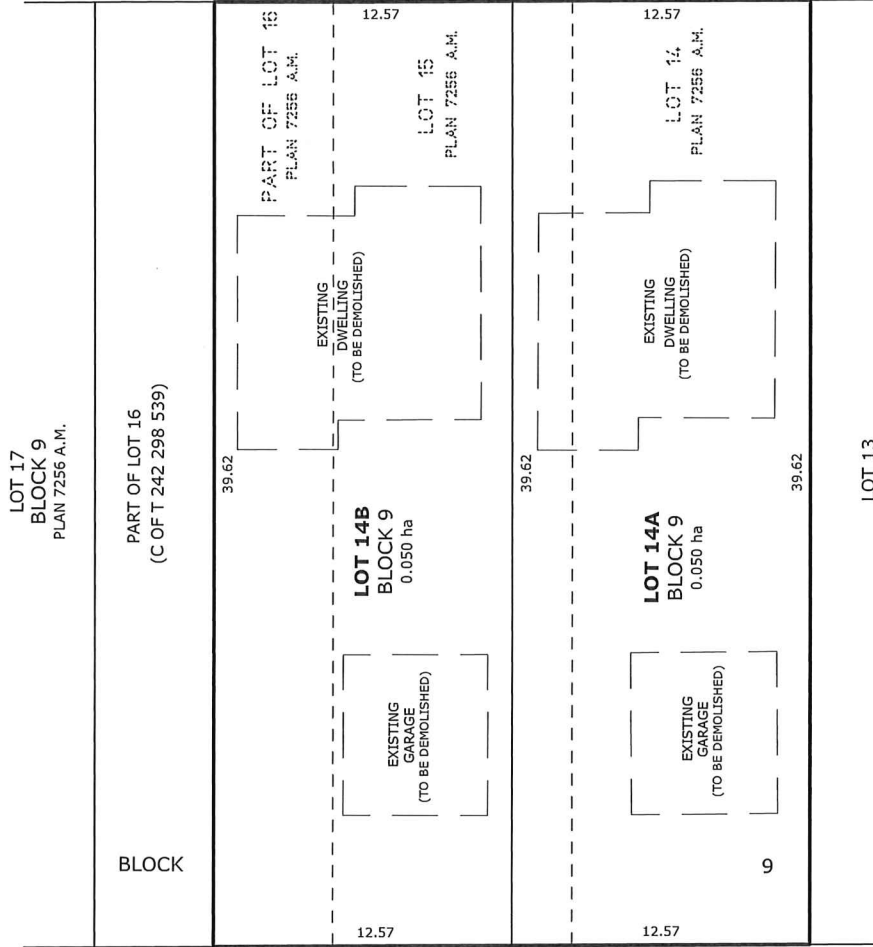 LOT 17
BLOCK 9
PLAN 7256 A.M.
PART OF LOT 16
(C OF T 242 298 539)
BLOCK
12.57
PART OF LOT 16
PLAN 7256 A.M.
LOT 15
PLAN 7256 A.M.
EXISTING
DWELLING
(TO BE DEMOLISHED)
39.62
LOT 14B
BLOCK 9
0.050 ha
EXISTING
GARAGE
(TO BE DEMOLISHED)
12.57
12.57
LOT 14
PLAN 7256 A.M.
EXISTING
DWELLING
(TO BE DEMOLISHED)
39.62
39.62
LOT 14A
BLOCK 9
0.050 ha
EXISTING
GARAGE
(TO BE DEMOLISHED)
9
12.57
LOT 13